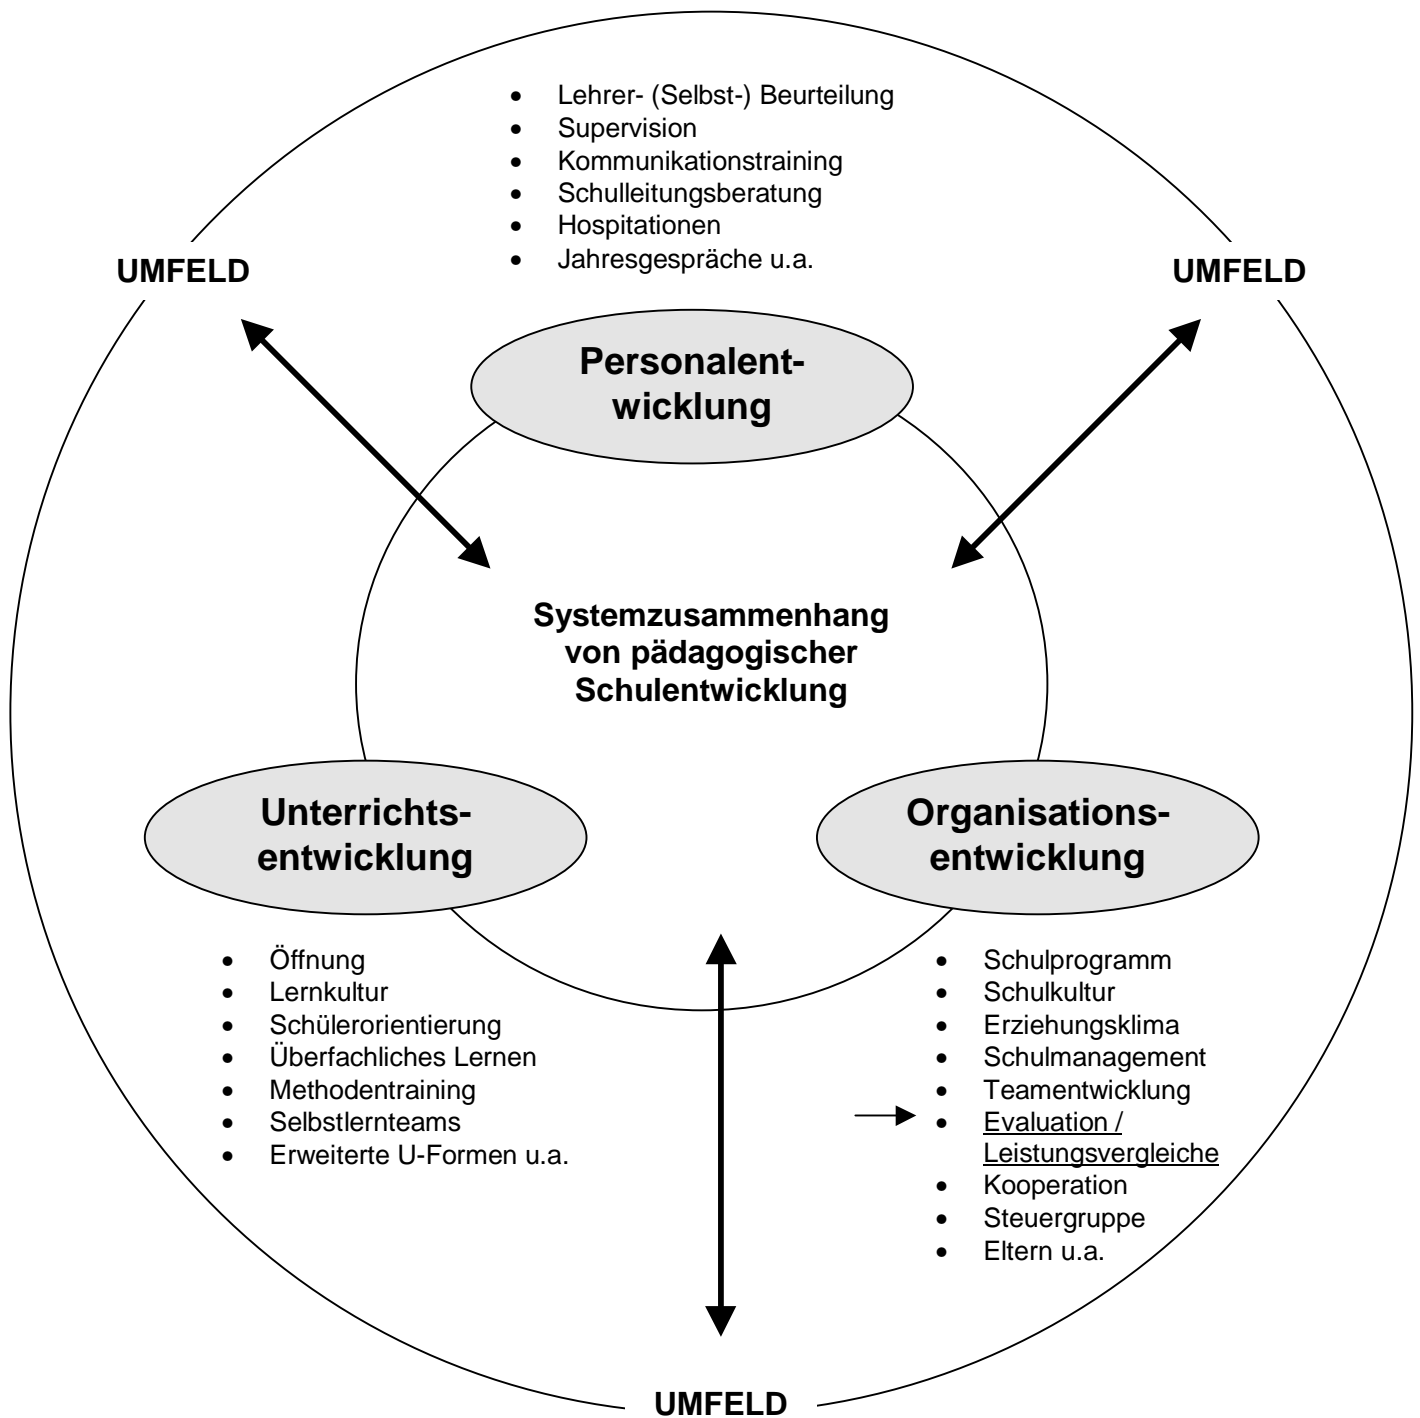 • Lehrer- (Selbst-) Beurteilung
• Supervision
• Kommunikationstraining
• Schulleitungsberatung
• Hospitationen
• Jahresgespräche u.a.
UMFELD
UMFELD
Personalent-
wicklung
Systemzusammenhang
von pädagogischer
Schulentwicklung
Unterrichts-
entwicklung
Organisations-
entwicklung
• Öffnung
• Lernkultur
• Schülerorientierung
• Überfachliches Lernen
• Methodentraining
• Selbstlernteams
• Erweiterte U-Formen u.a.
• Schulprogramm
• Schulkultur
• Erziehungsklima
• Schulmanagement
• Teamentwicklung
• Evaluation /
Leistungsvergleiche
• Kooperation
• Steuergruppe
• Eltern u.a.
UMFELD